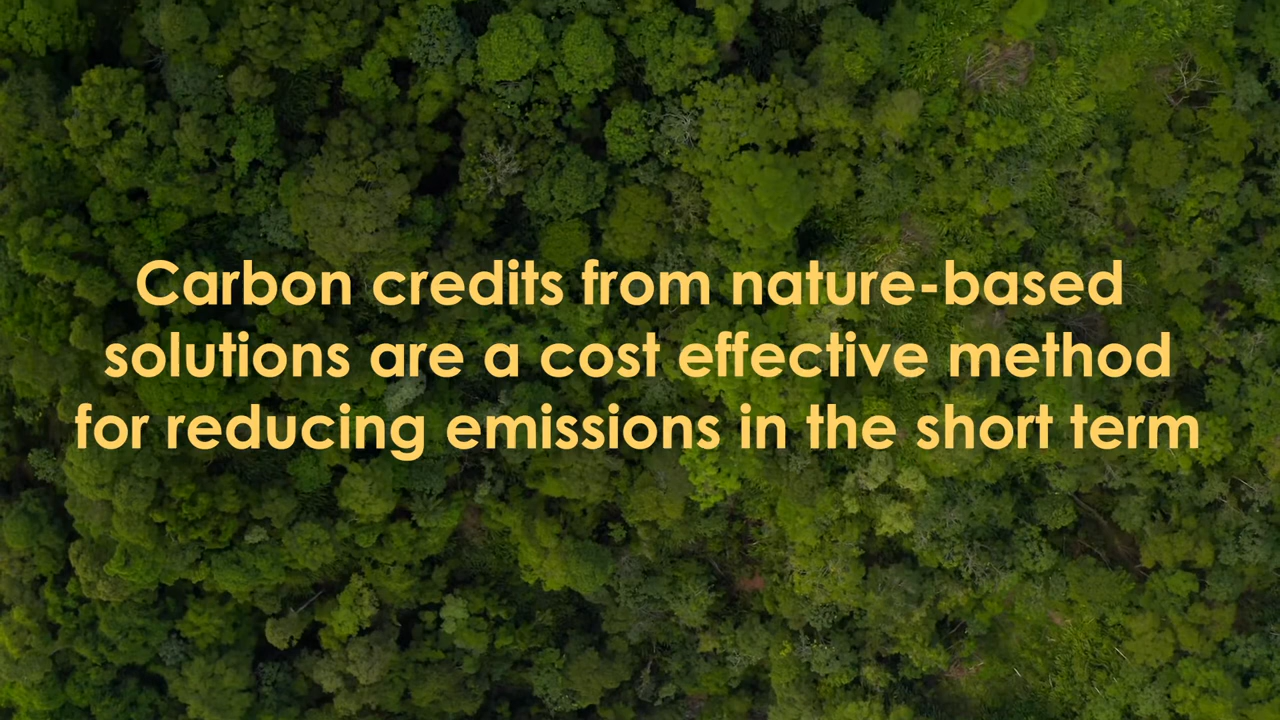 Carbon credits from nature-based
solutions are a cost effective method
for reducing emissions in the short term